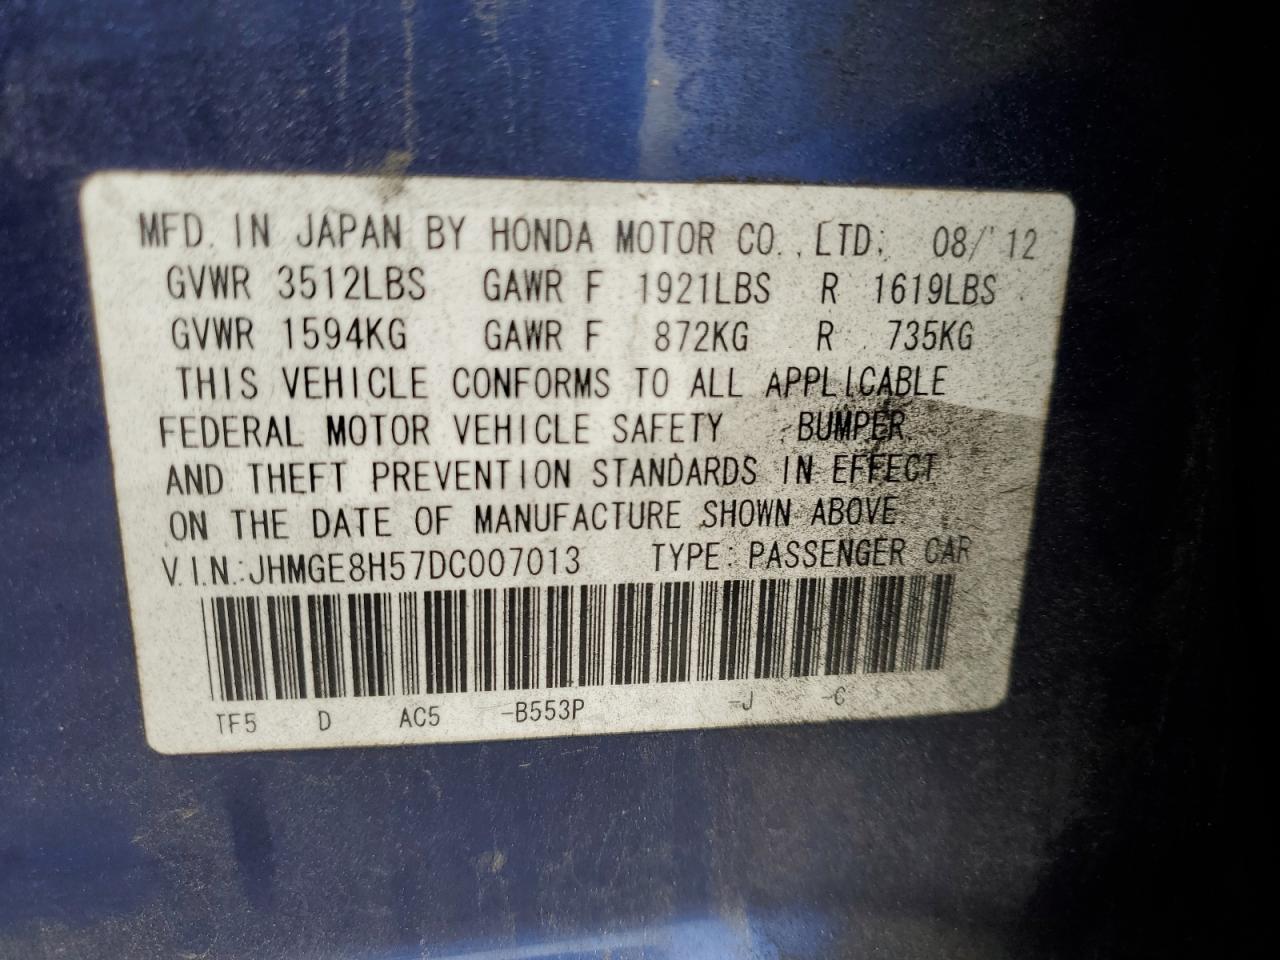 MFD. IN JAPAN BY HONDA MOTOR CO., LTD. 08/'12
GVWR 3512LBS GAWR F 1921LBS R 1619LBS
GVWR 1594KG GAWR F 872KG R 735KG
THIS VEHICLE CONFORMS TO ALL APPLICABLE
FEDERAL MOTOR VEHICLE SAFETY , BUMPER,
AND THEFT PREVENTION STANDARDS IN EFFECT
ON THE DATE OF MANUFACTURE SHOWN ABOVE.
V.I.N.:JHMGE8H57DC007013 TYPE: PASSENGER CAR
TF5 D AC5 -B553P -J -C